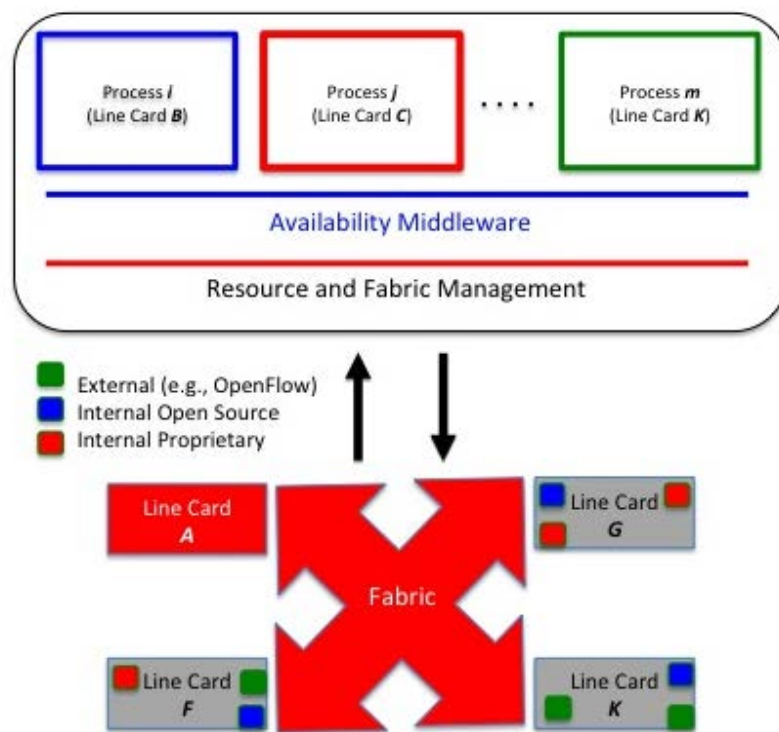 Process i
(Line Card B)
Process j
(Line Card C)
. . . .
Process m
(Line Card K)
Availability Middleware
Resource and Fabric Management
External (e.g., OpenFlow)
Internal Open Source
Internal Proprietary
Line Card
A
Line Card
G
Fabric
Line Card
F
Line Card
K